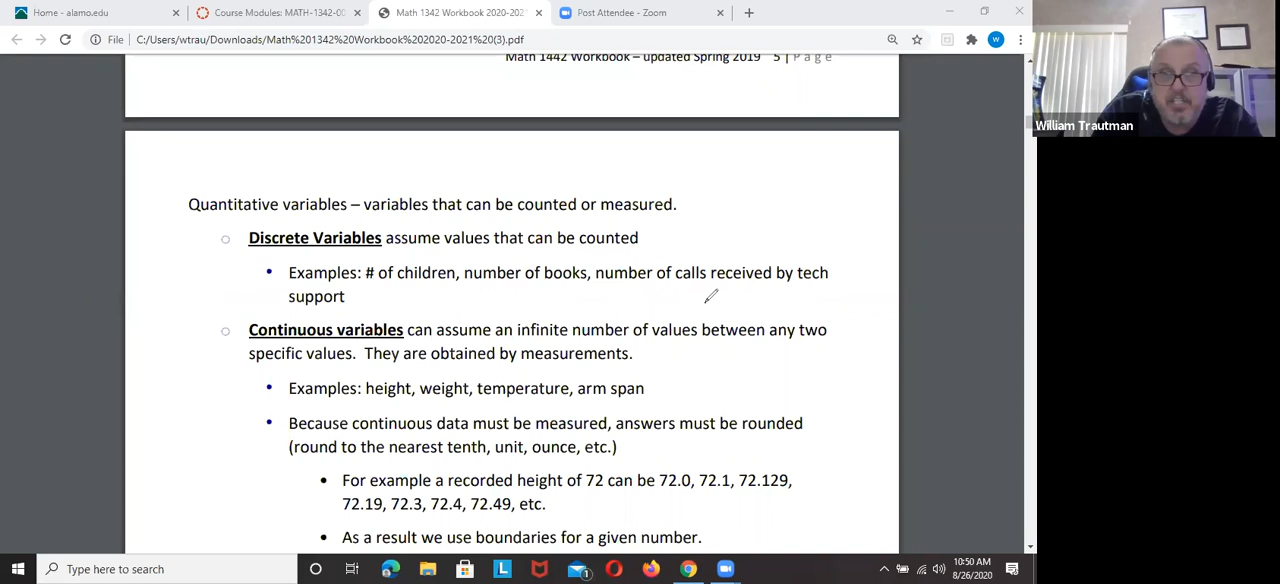 Home - alamo.edu
Course Modules: MATH-1342-00
Math 1342 Workbook 2020-2021
Post Attendee - Zoom
File
C:/Users/wtrau/Downloads/Math%201342%20Workbook%202020-2021%20(3).pdf
Math 1442 Workbook – updated Spring 2019 5 | P a g e
William Trautman
Quantitative variables – variables that can be counted or measured.
Discrete Variables assume values that can be counted
Examples: # of children, number of books, number of calls received by tech
support
Continuous variables can assume an infinite number of values between any two
specific values. They are obtained by measurements.
Examples: height, weight, temperature, arm span
Because continuous data must be measured, answers must be rounded
(round to the nearest tenth, unit, ounce, etc.)
For example a recorded height of 72 can be 72.0, 72.1, 72.129,
72.19, 72.3, 72.4, 72.49, etc.
As a result we use boundaries for a given number.
Type here to search
10:50 AM
8/26/2020